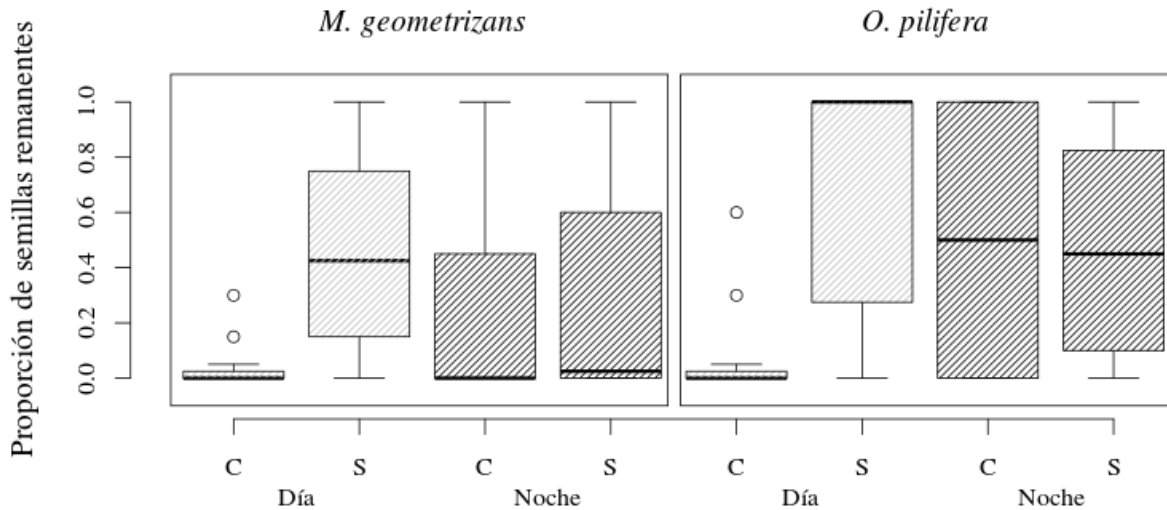 M. geometrizans
O. pilifera
Proporción de semillas remanentes
1.0
0.8
0.6
0.4
0.2
0.0
C S C S C S C S
Día Noche Día Noche